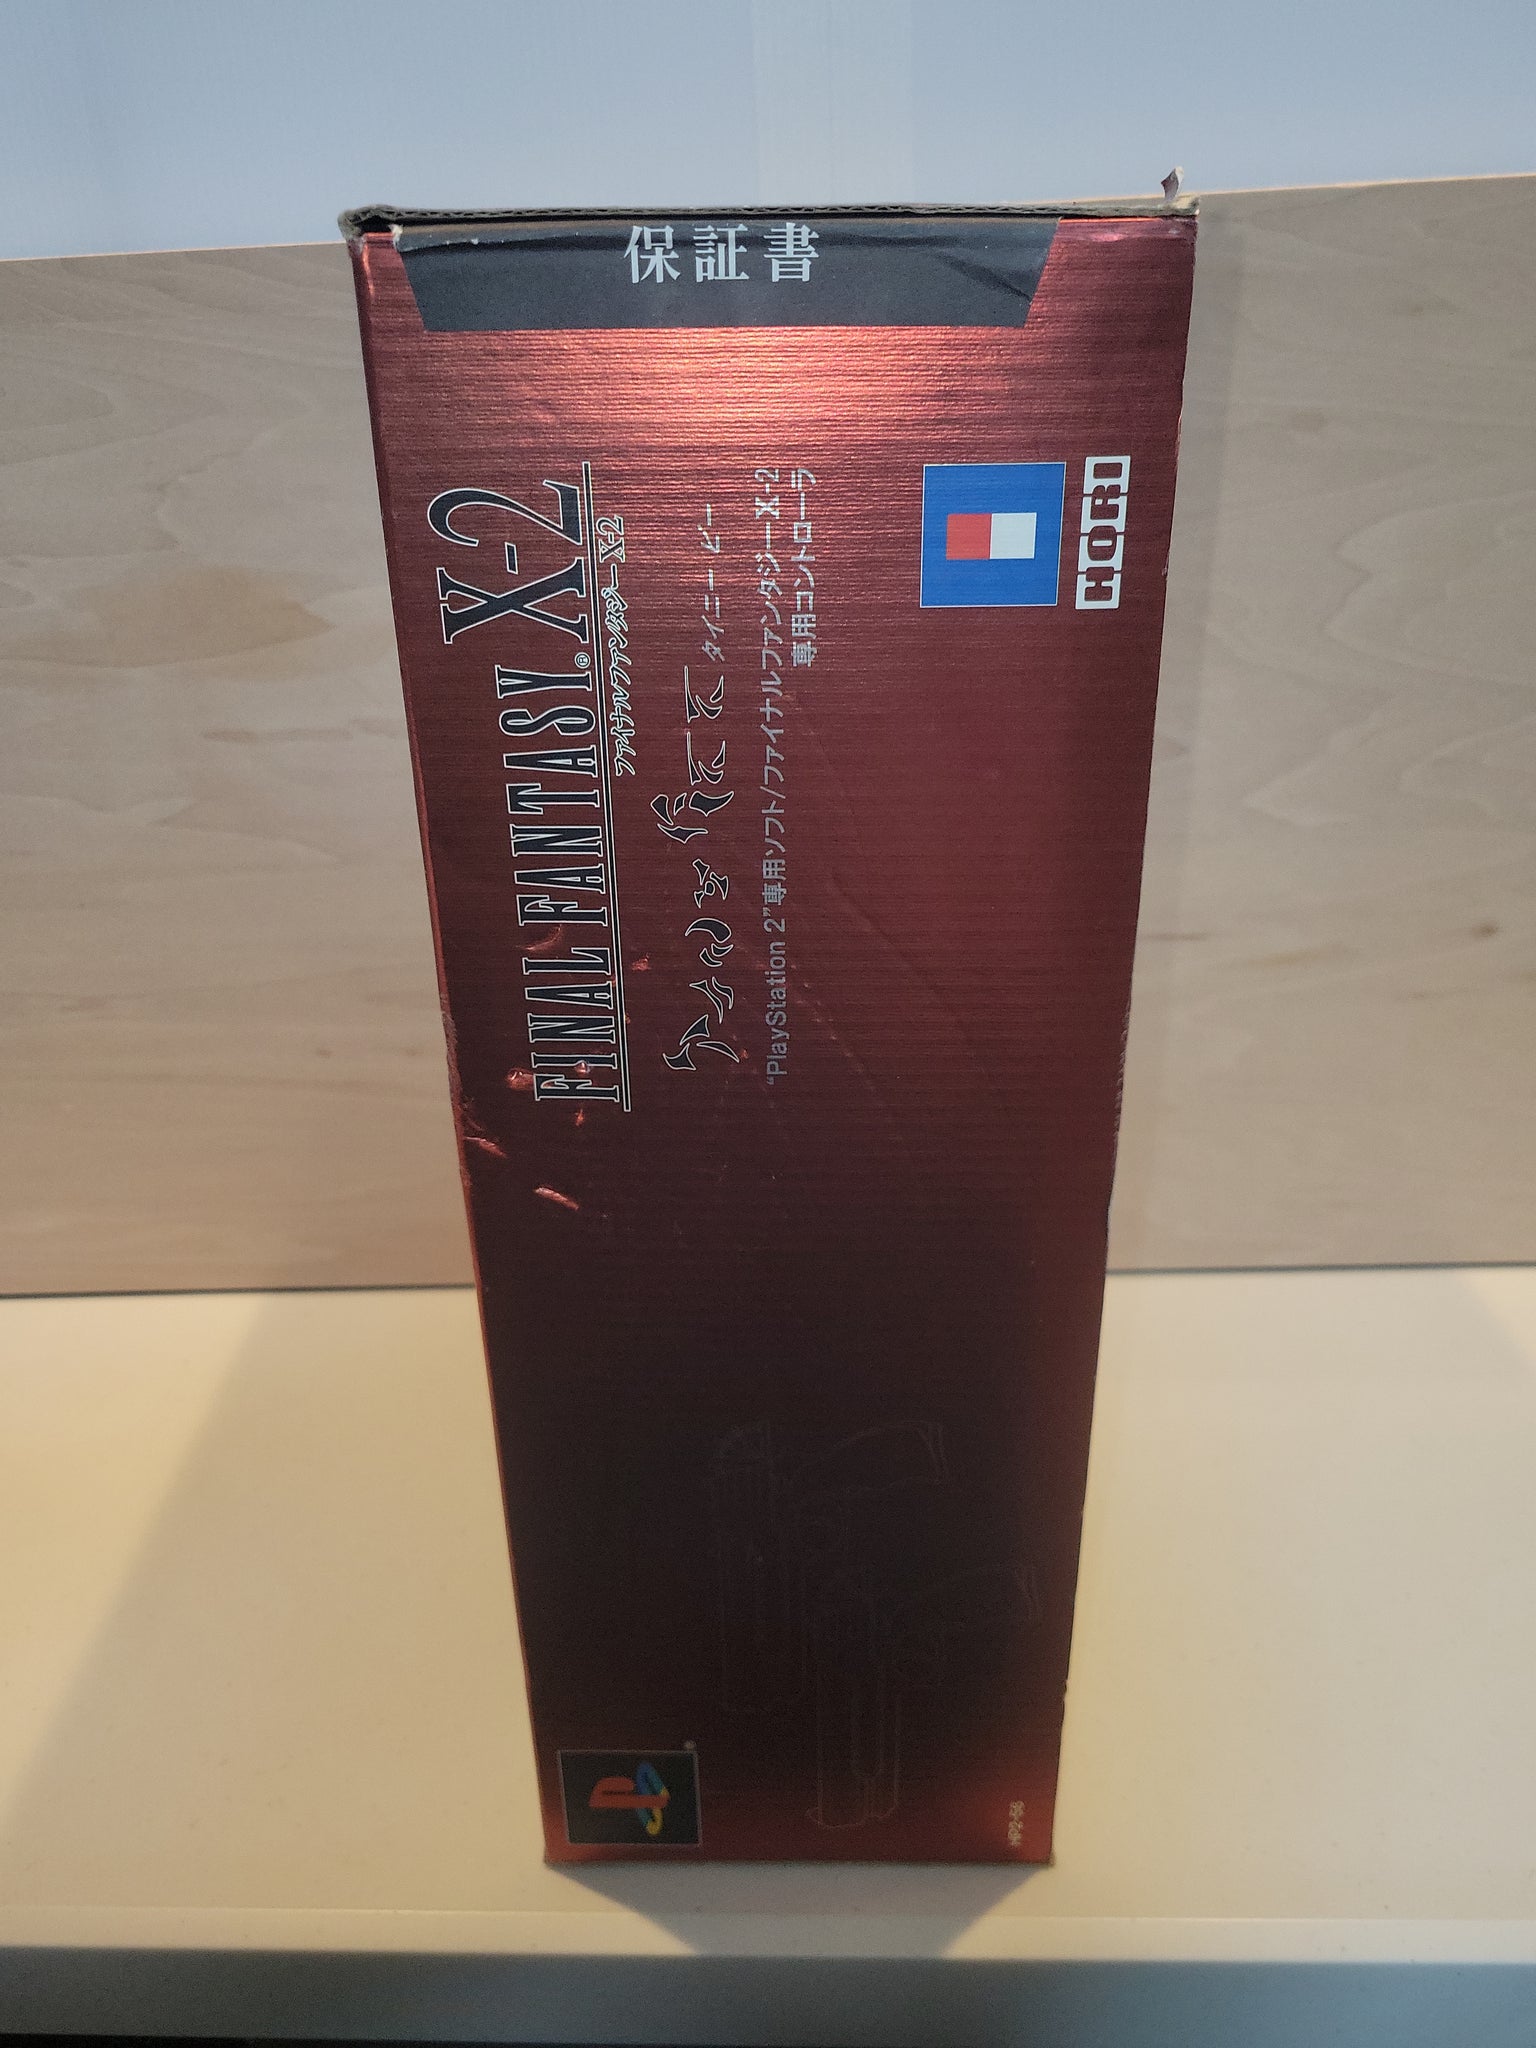 保証書
FINAL FANTASY® X-2
ファイナルファンタジー X-2
タイニー ビー
"PlayStation 2"専用ソフト/ファイナルファンタジーX-2
専用コントローラ
HORI